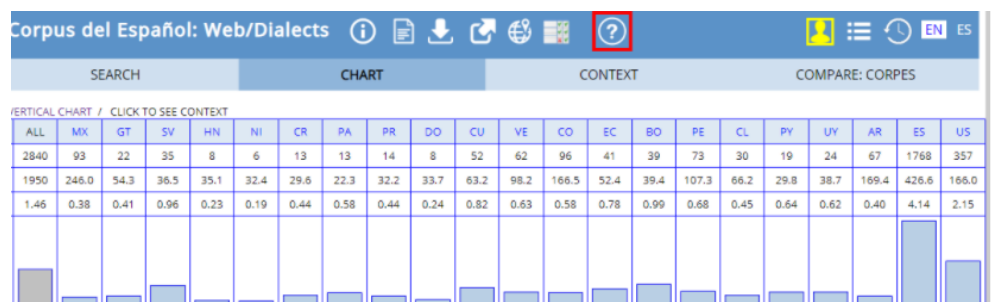 Corpus del Español: Web/Dialects ? EN ES
SEARCH CHART CONTEXT COMPARE: CORPES
VERTICAL CHART / CLICK TO SEE CONTEXT
ALL MX GT SV HN NI CR PA PR DO CU VE CO EC BO PE CL PY UY AR ES US
2840 93 22 35 8 6 13 13 14 8 52 62 96 41 39 73 30 19 24 67 1768 357
1950 246.0 54.3 36.5 35.1 32.4 29.6 22.3 32.2 33.7 63.2 98.2 166.5 52.4 39.4 107.3 66.2 29.8 38.7 169.4 426.6 166.0
1.46 0.38 0.41 0.96 0.23 0.19 0.44 0.58 0.44 0.24 0.82 0.63 0.58 0.78 0.99 0.68 0.45 0.64 0.62 0.40 4.14 2.15